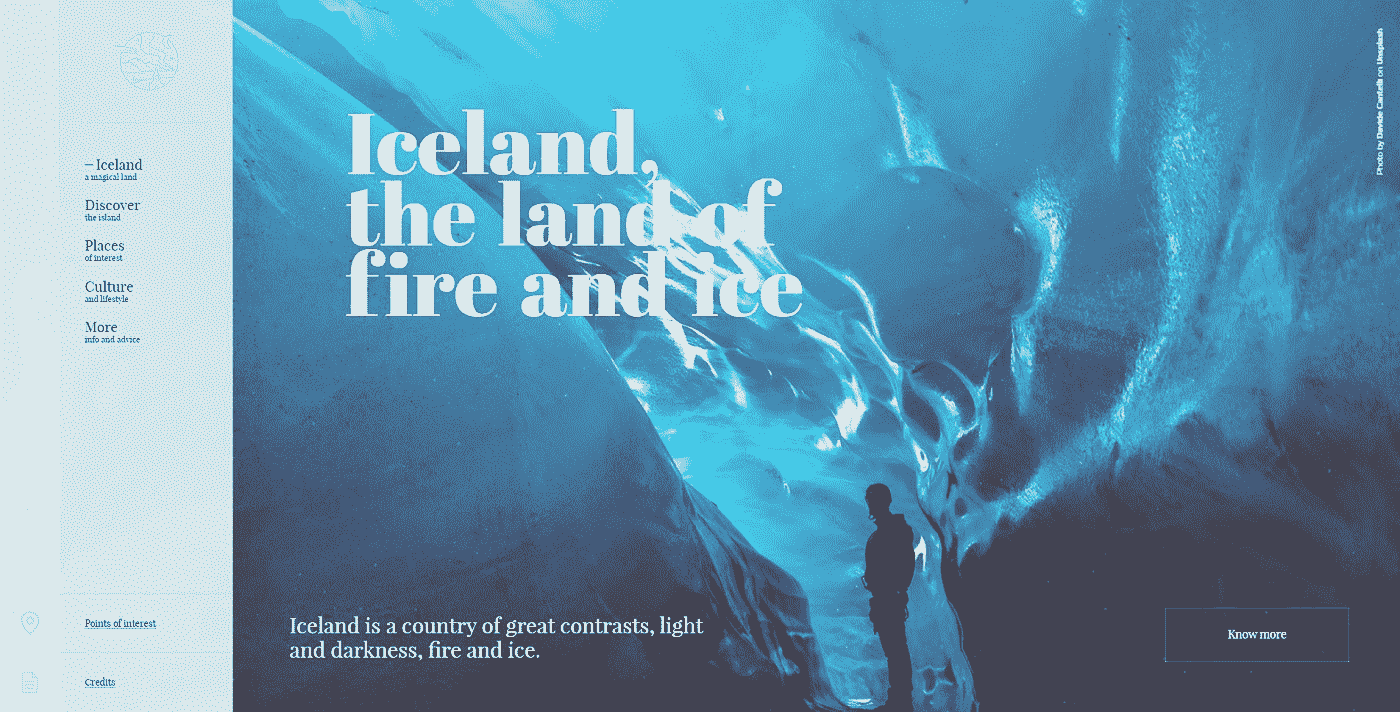 – Iceland
a magical land
Discover
the island
Places
of interest
Culture
and lifestyle
More
info and advice
Points of interest
Credits
Iceland,
the land of
fire and ice
Iceland is a country of great contrasts, light
and darkness, fire and ice.
Know more
Photo by Davide Cantelli on Unsplash